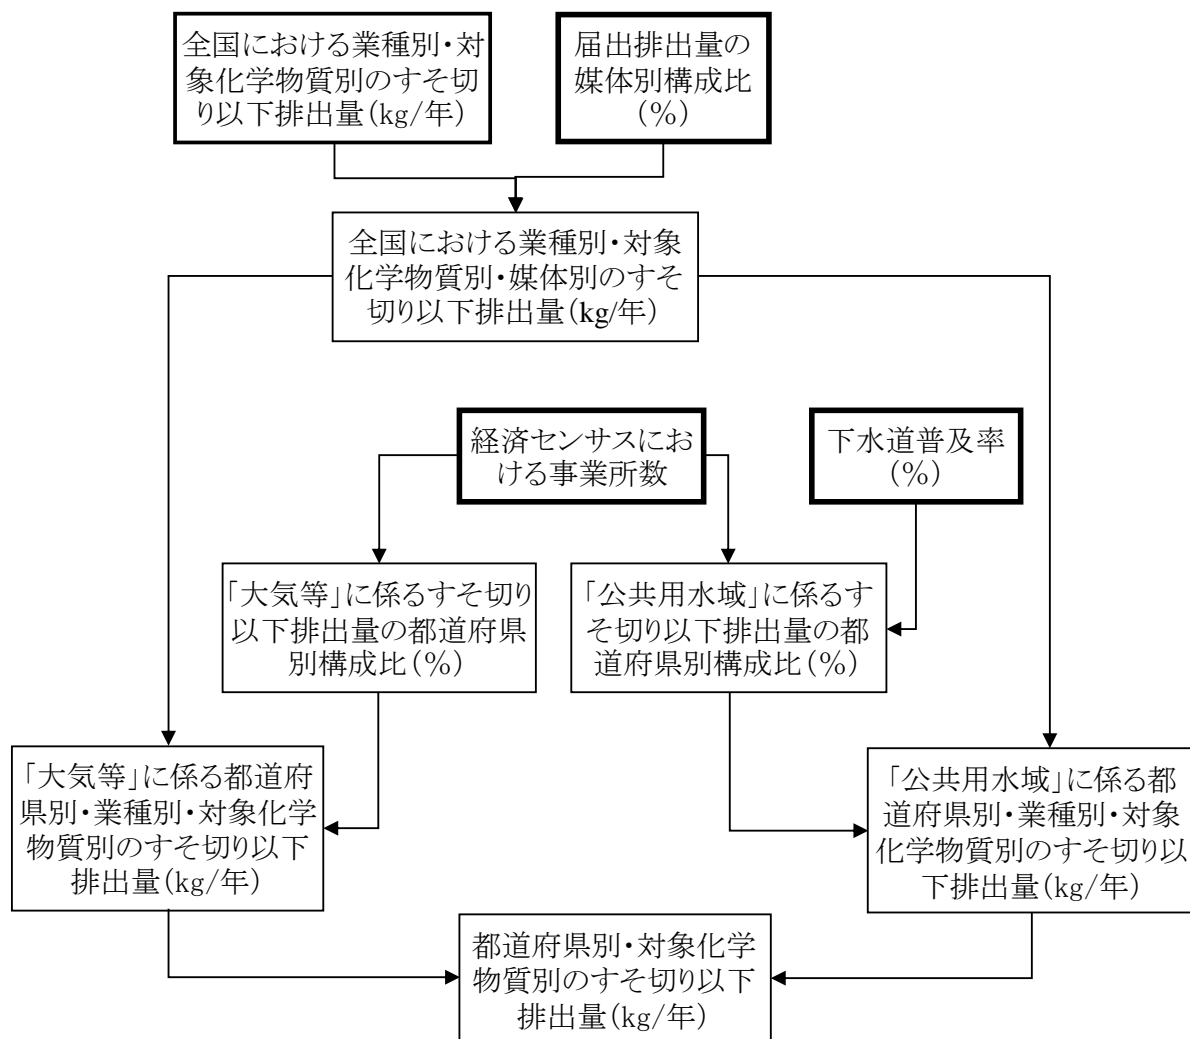 全国における業種別・対
象化学物質別のすそ切
り以下排出量(kg/年)
届出排出量の
媒体別構成比
(%)
全国における業種別・対象
化学物質別・媒体別のすそ
切り以下排出量(kg/年)
経済センサスにお
ける事業所数
下水道普及率
(%)
「大気等」に係るすそ切り
以下排出量の都道府県
別構成比(%)
「公共用水域」に係るす
そ切り以下排出量の都
道府県別構成比(%)
「大気等」に係る都道府
県別・業種別・対象化学
物質別のすそ切り以下
排出量(kg/年)
「公共用水域」に係る都
道府県別・業種別・対象
化学物質別のすそ切り以
下排出量(kg/年)
都道府県別・対象化学
物質別のすそ切り以下
排出量(kg/年)